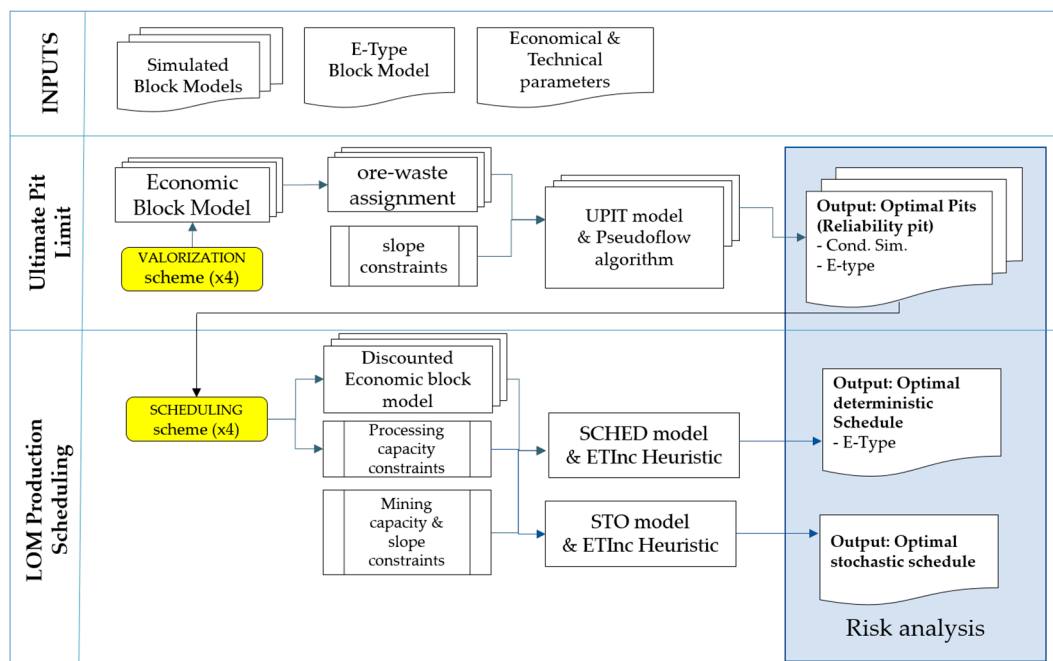 INPUTS
Simulated
Block Models
E-Type
Block Model
Economical &
Technical
parameters
Ultimate Pit
Limit
Economic
Block Model
VALORIZATION
scheme (x4)
ore-waste
assignment
slope
constraints
UPIT model
& Pseudoflow
algorithm
Output: Optimal Pits
(Reliability pit)
- Cond. Sim.
- E-type
LOM Production
Scheduling
SCHEDULING
scheme (x4)
Discounted
Economic block
model
Processing
capacity
constraints
Mining
capacity &
slope
constraints
SCHED model
& ETInc Heuristic
STO model
& ETInc Heuristic
Output: Optimal
deterministic
Schedule
- E-Type
Output: Optimal
stochastic schedule
Risk analysis